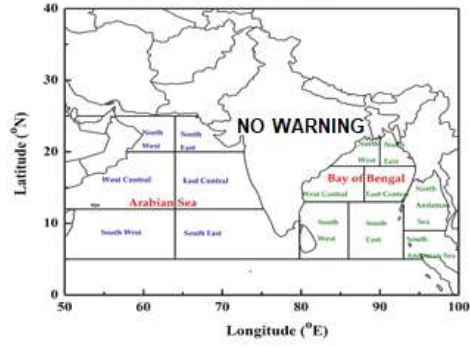 40
30
20
10
0
Latitude (°N)
NO WARNING
North West
North East
West Central
East Central
Arabian Sea
South West
South East
North West
North East
Bay of Bengal
West Central
East Central
North Andaman Sea
South West
South East
South Andaman Sea
50
60
70
80
90
100
Longitude (°E)